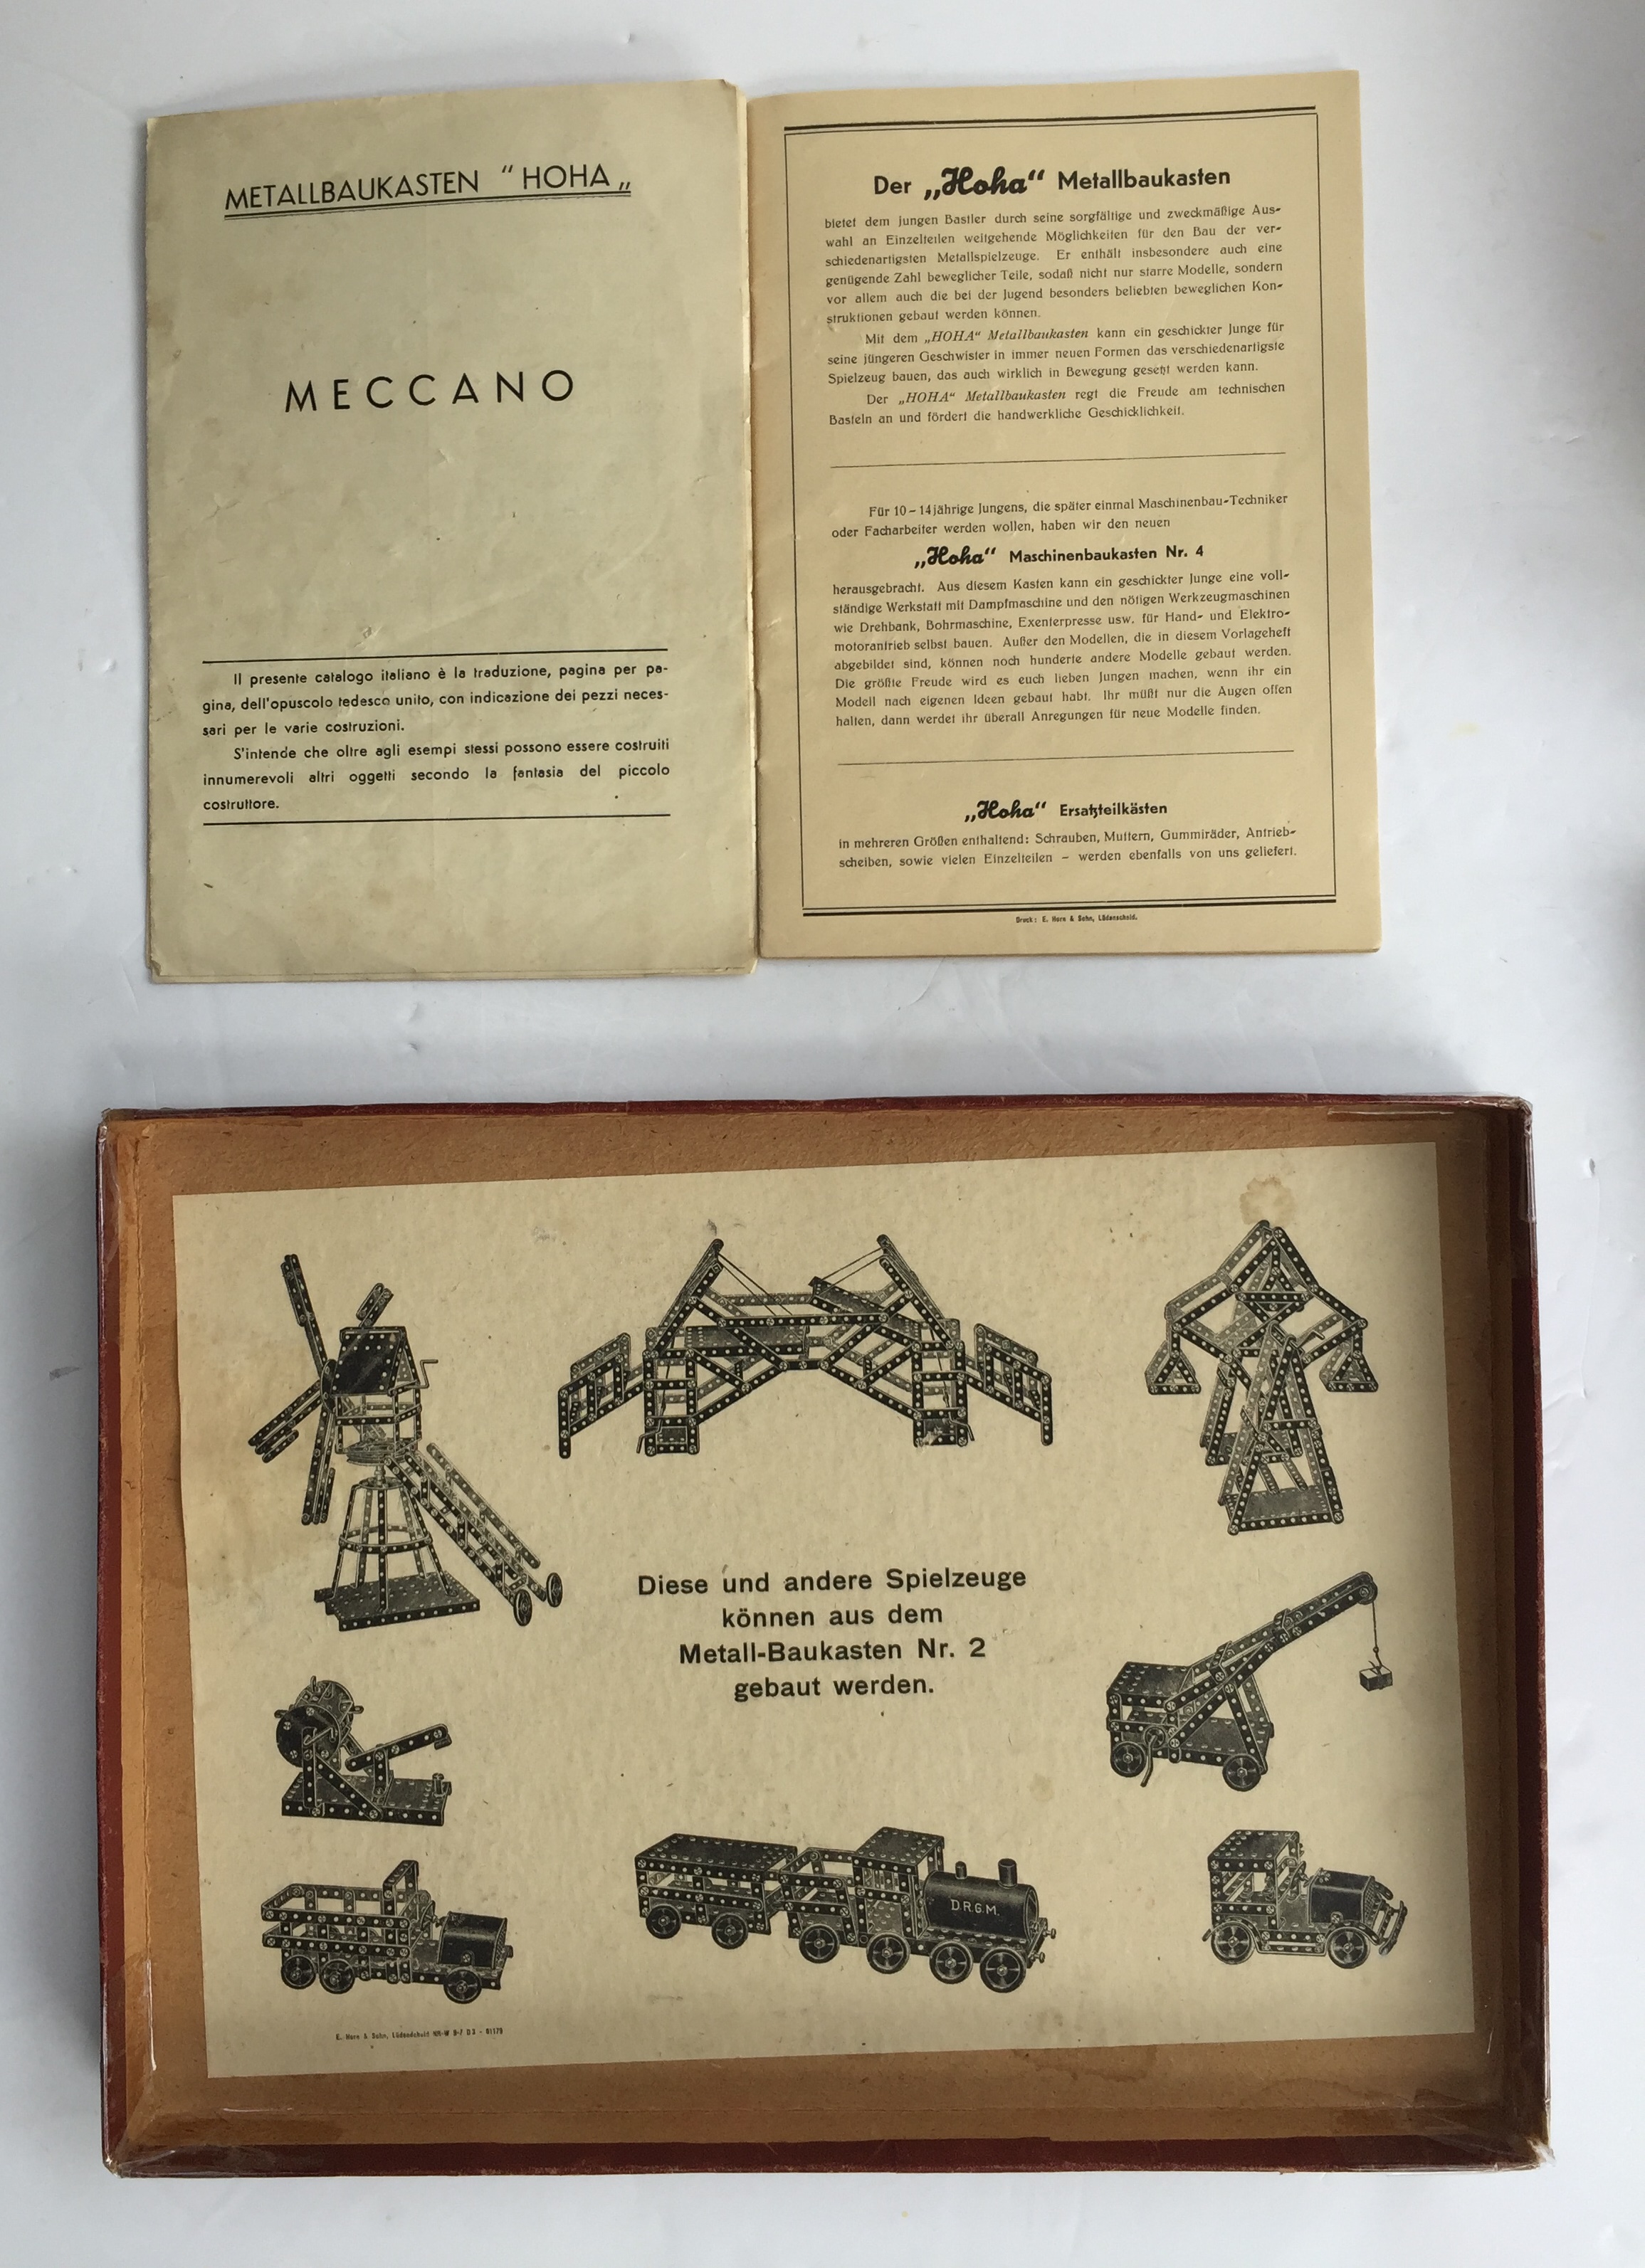 METALLBAUKASTEN “HOHA„
MECCANO
Il presente catalogo italiano è la traduzione, pagina per pa-
gina, dell'opuscolo tedesco unito, con indicazione dei pezzi neces-
sari per le varie costruzioni.
S'intende che oltre agli esempi stessi possono essere costruiti
innumerevoli altri oggetti secondo la fantasia del piccolo
costruttore.
Der „Hoha“ Metallbaukasten
bietet dem jungen Bastler durch seine sorgfältige und zweckmäßige Aus-
wahl an Einzelteilen weitgehende Möglichkeiten für den Bau der ver-
schiedenartigsten Metallspielzeuge. Er enthält insbesondere auch eine
genügende Zahl beweglicher Teile, sodaß nicht nur starre Modelle, sondern
vor allem auch die bei der Jugend besonders beliebten beweglichen Kon-
struktionen gebaut werden können.
Mit dem „HOHA“ Metallbaukasten kann ein geschickter Junge für
seine jüngeren Geschwister in immer neuen Formen das verschiedenartigste
Spielzeug bauen, das auch wirklich in Bewegung gesetzt werden kann.
Der „HOHA“ Metallbaukasten regt die Freude am technischen
Basteln an und fördert die handwerkliche Geschicklichkeit.
Für 10–14jährige Jungens, die später einmal Maschinenbau-Techniker
oder Facharbeiter werden wollen, haben wir den neuen
„Hoha“ Maschinenbaukasten Nr. 4
herausgebracht. Aus diesem Kasten kann ein geschickter Junge eine voll-
ständige Werkstatt mit Dampfmaschine und den nötigen Werkzeugmaschinen
wie Drehbank, Bohrmaschine, Exenterpresse usw. für Hand- und Elektro-
motorantrieb selbst bauen. Außer den Modellen, die in diesem Vorlageheft
abgebildet sind, können noch hunderte andere Modelle gebaut werden.
Die größte Freude wird es euch lieben Jungen machen, wenn ihr ein
Modell nach eigenen Ideen gebaut habt. Ihr müßt nur die Augen offen
halten, dann werdet ihr überall Anregungen für neue Modelle finden.
„Hoha“ Ersatzteilkästen
in mehreren Größen enthaltend: Schrauben, Muttern, Gummiräder, Antrieb-
scheiben, sowie vielen Einzelteilen – werden ebenfalls von uns geliefert.
Druck: E. Horn & Sohn, Lüdenscheid.
Diese und andere Spielzeuge
können aus dem
Metall-Baukasten Nr. 2
gebaut werden.
D.R.G.M.
E. Horn & Sohn, Lüdenscheid NR-W 9-7 D3 - 01179